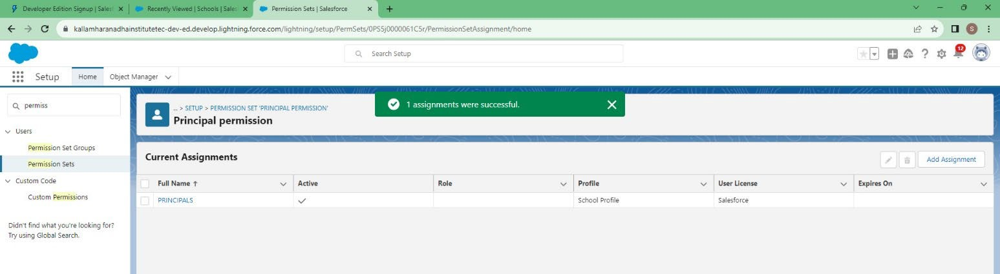 Developer Edition Signup | Salesf
Recently Viewed | Schools | Sales
Permission Sets | Salesforce
kallamharanadhainstitutetec-dev-ed.develop.lightning.force.com/lightning/setup/PermSets/0PS5j0000061C5r/PermissionSetAssignment/home
S
Search Setup
12
Setup
Home
Object Manager
permiss
Users
Permission Set Groups
Permission Sets
Custom Code
Custom Permissions
Didn't find what you're looking for?
Try using Global Search.
... > SETUP > PERMISSION SET 'PRINCIPAL PERMISSION'
Principal permission
1 assignments were successful.
Current Assignments
Add Assignment
Full Name Active Role Profile User License Expires On
PRINCIPALS School Profile Salesforce